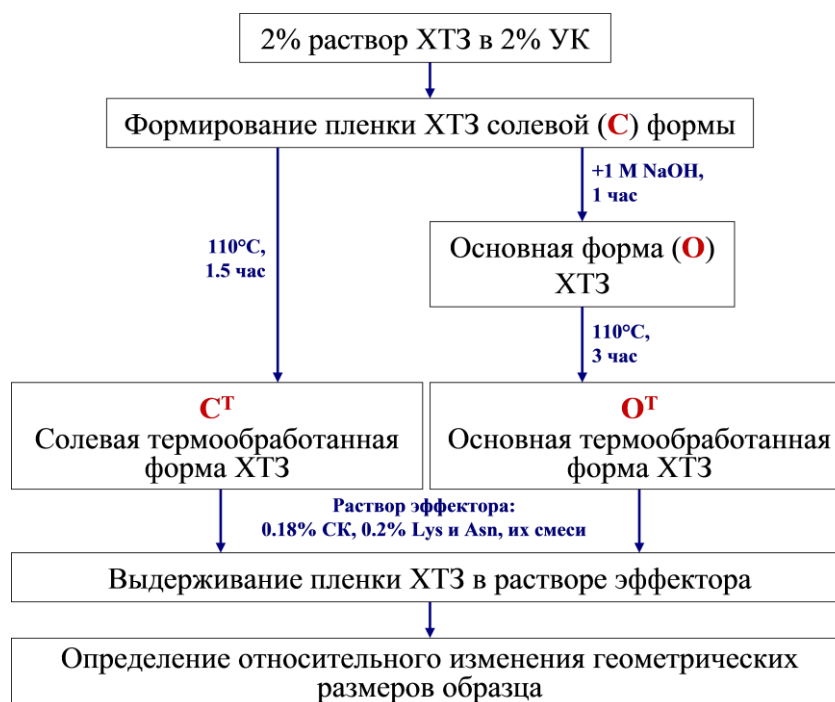 2% раствор ХТЗ в 2% УК
Формирование пленки ХТЗ солевой (С) формы
+1 М NaOH,
1 час
110°С,
1.5 час
Основная форма (О)
ХТЗ
110°С,
3 час
Сᵀ
Солевая термообработанная
форма ХТЗ
Оᵀ
Основная термообработанная
форма ХТЗ
Раствор эффектора:
0.18% СК, 0.2% Lys и Asn, их смеси
Выдерживание пленки ХТЗ в растворе эффектора
Определение относительного изменения геометрических
размеров образца